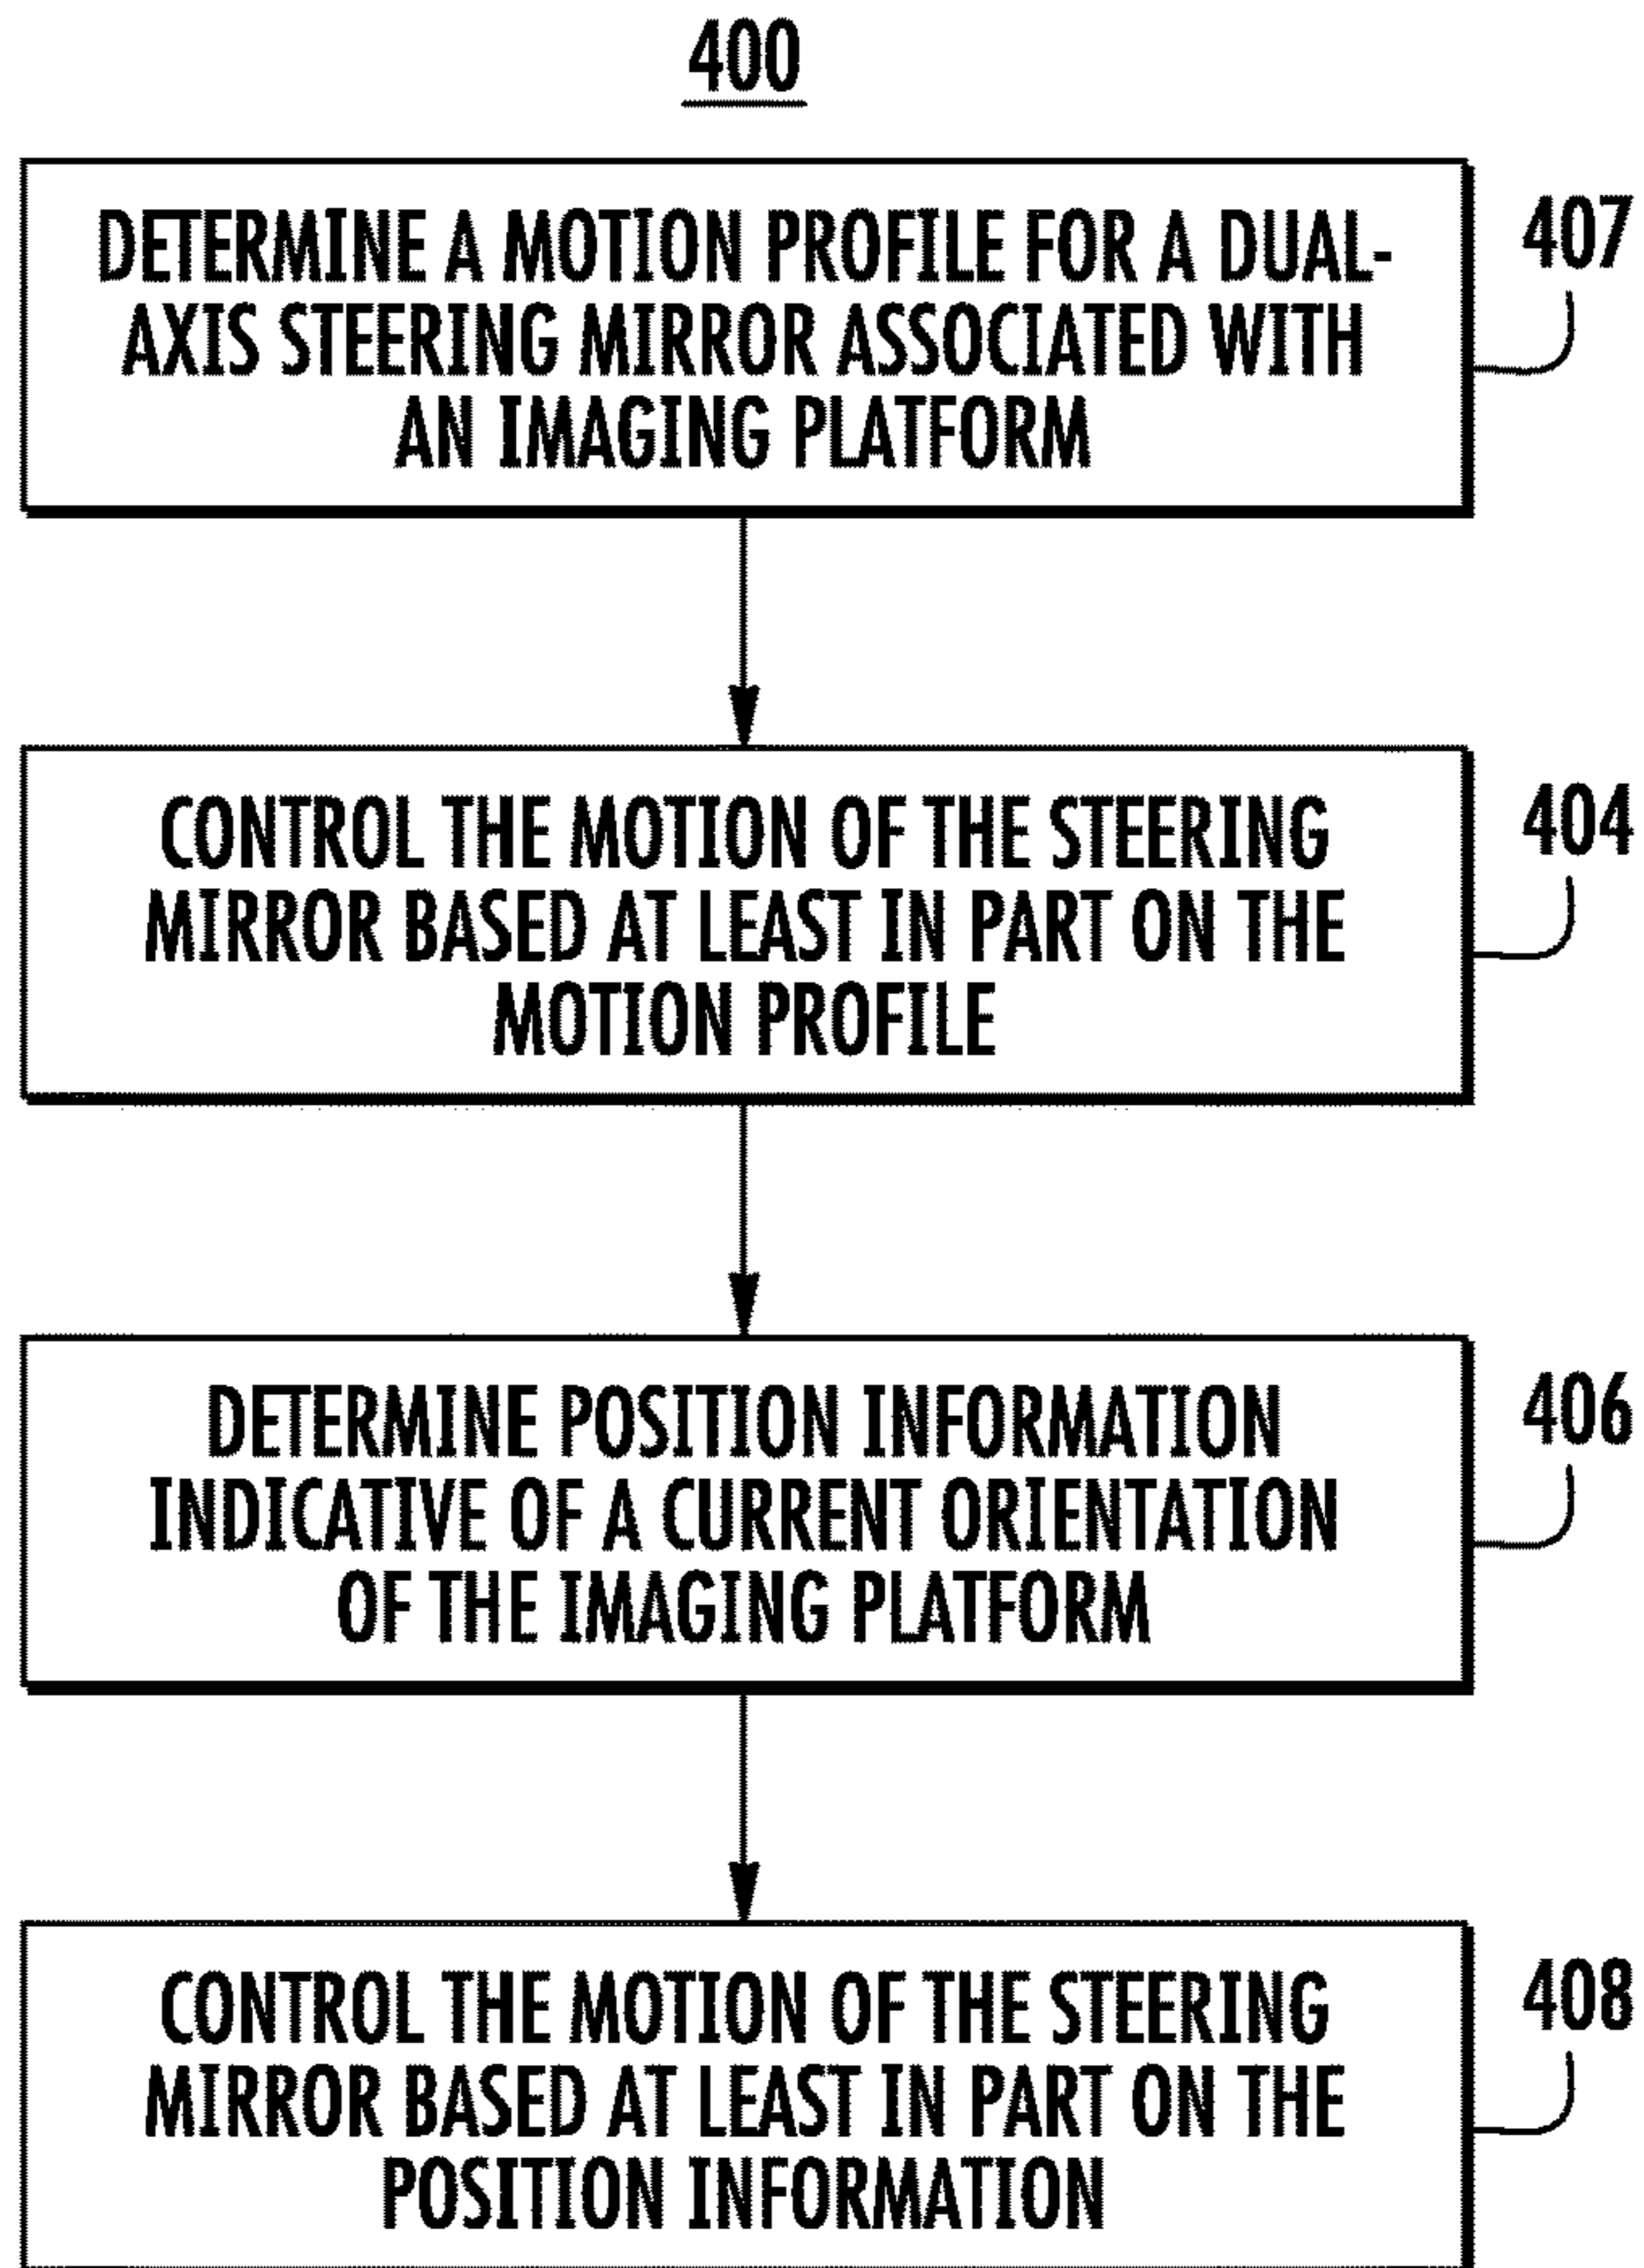 400
DETERMINE A MOTION PROFILE FOR A DUAL-
AXIS STEERING MIRROR ASSOCIATED WITH
AN IMAGING PLATFORM
407
CONTROL THE MOTION OF THE STEERING
MIRROR BASED AT LEAST IN PART ON THE
MOTION PROFILE
404
DETERMINE POSITION INFORMATION
INDICATIVE OF A CURRENT ORIENTATION
OF THE IMAGING PLATFORM
406
CONTROL THE MOTION OF THE STEERING
MIRROR BASED AT LEAST IN PART ON THE
POSITION INFORMATION
408